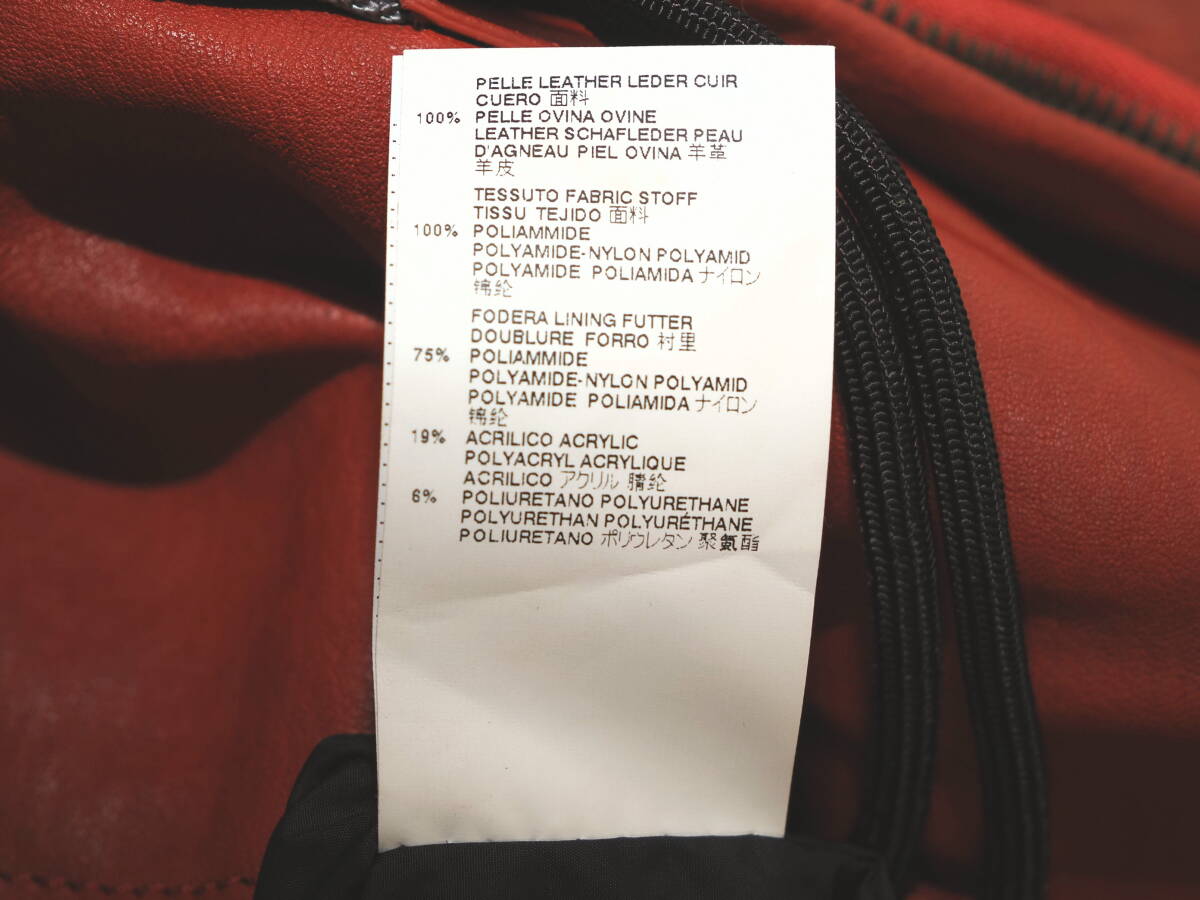 PELLE LEATHER LEDER CUIR
CUERO 面料
100% PELLE OVINA OVINE
LEATHER SCHAFLEDER PEAU
D'AGNEAU PIEL OVINA 羊革
羊皮
TESSUTO FABRIC STOFF
TISSU TEJIDO 面料
100% POLIAMMIDE
POLYAMIDE-NYLON POLYAMID
POLYAMIDE POLIAMIDA ナイロン
锦纶
FODERA LINING FUTTER
DOUBLURE FORRO 村里
75% POLIAMMIDE
POLYAMIDE-NYLON POLYAMID
POLYAMIDE POLIAMIDA ナイロン
锦纶
19% ACRILICO ACRYLIC
POLYACRYL ACRYLIQUE
ACRILICO アクリル 腈纶
6% POLIURETANO POLYURETHANE
POLYURETHAN POLYURÉTHANE
POLIURETANO ポリウレタン 聚氨酯